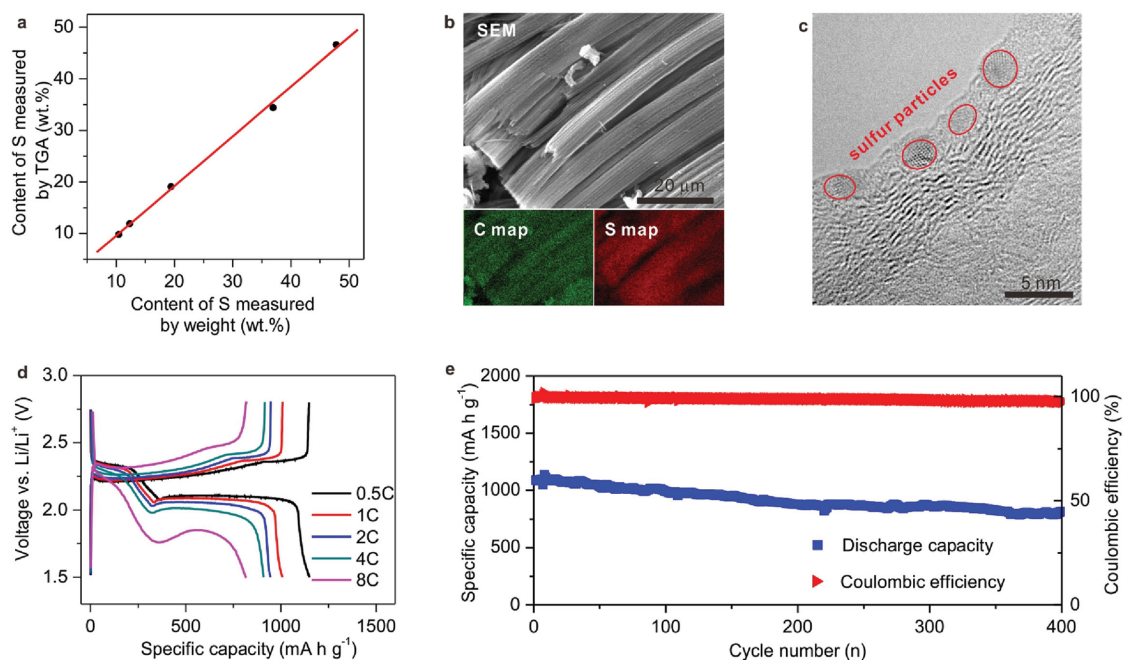 a
50
40
30
20
10
Content of S measured
by TGA (wt.%)
10
20
30
40
50
Content of S measured
by weight (wt.%)
b
SEM
20 μm
C map
S map
c
sulfur particles
5 nm
d
3.0
2.5
2.0
1.5
Voltage vs. Li/Li⁺ (V)
0.5C
1C
2C
4C
8C
0
500
1000
1500
Specific capacity (mA h g⁻¹)
e
2000
1500
1000
750
500
250
0
Specific capacity (mA h g⁻¹)
100
50
0
Coulombic efficiency (%)
Discharge capacity
Coulombic efficiency
0
100
200
300
400
Cycle number (n)